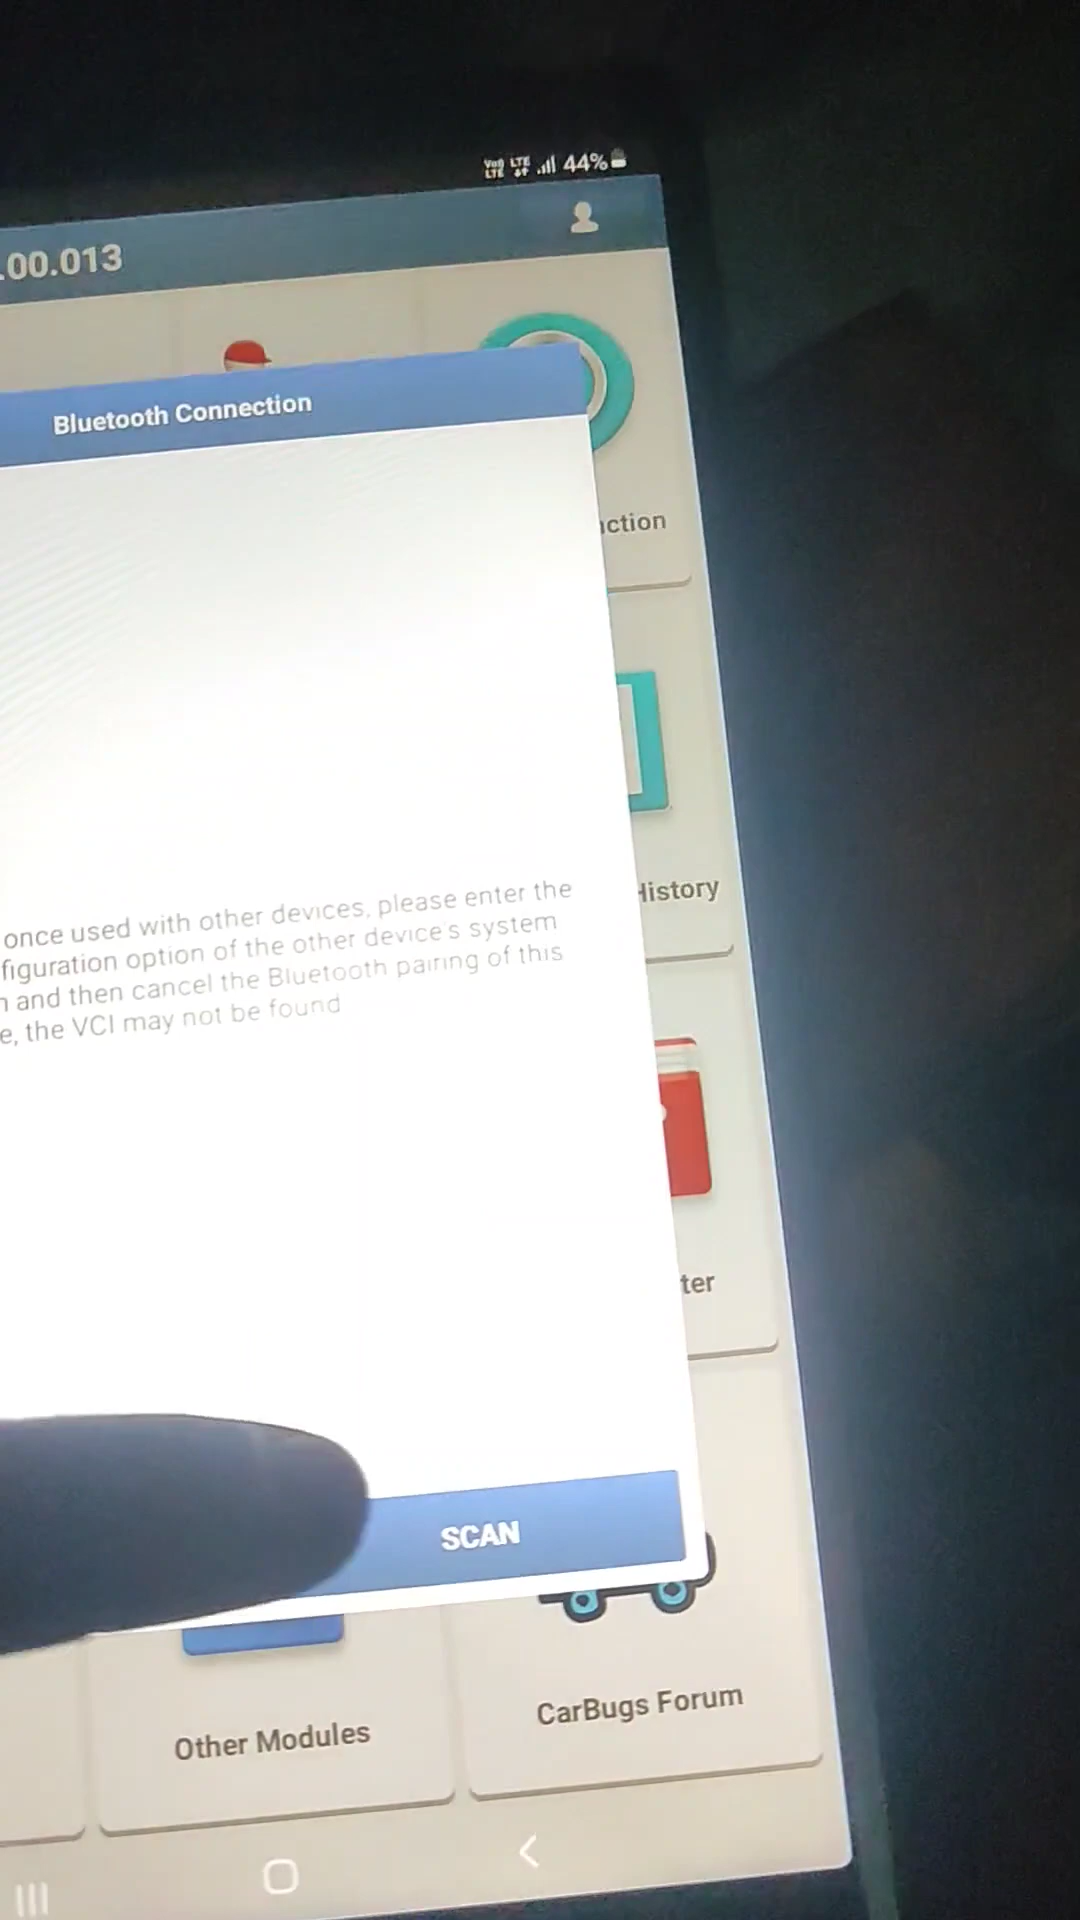 Vo)) LTE
LTE
44%
.00.013
Bluetooth Connection
ction
History
once used with other devices, please enter the
figuration option of the other device's system
and then cancel the Bluetooth pairing of this
e, the VCI may not be found
ter
SCAN
Other Modules
CarBugs Forum